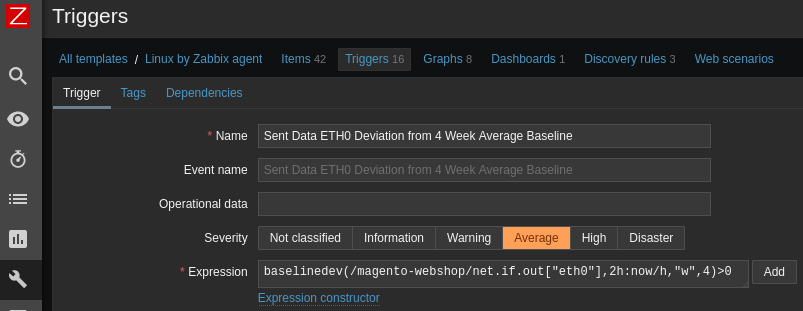 Z
Triggers
All templates / Linux by Zabbix agent Items 42 Triggers 16 Graphs 8 Dashboards 1 Discovery rules 3 Web scenarios
Trigger Tags Dependencies
* Name Sent Data ETH0 Deviation from 4 Week Average Baseline
Event name Sent Data ETH0 Deviation from 4 Week Average Baseline
Operational data
Severity Not classified Information Warning Average High Disaster
* Expression baselinedev(/magento-webshop/net.if.out["eth0"],2h:now/h,"w",4)>0 Add
Expression constructor